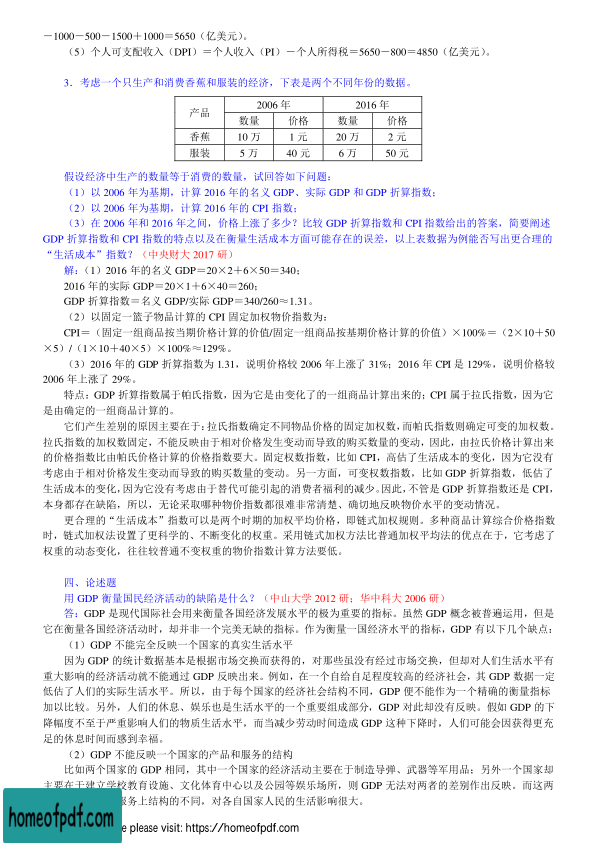 －1000－500－1500＋1000＝5650（亿美元）。
（5）个人可支配收入（DPI）＝个人收入（PI）－个人所得税＝5650－800＝4850（亿美元）。
3．考虑一个只生产和消费香蕉和服装的经济，下表是两个不同年份的数据。
产品 2006 年 2016 年
数量 价格 数量 价格
香蕉 10 万 1 元 20 万 2 元
服装 5 万 40 元 6 万 50 元
假设经济中生产的数量等于消费的数量，试回答如下问题：
（1）以 2006 年为基期，计算 2016 年的名义 GDP、实际 GDP 和 GDP 折算指数；
（2）以 2006 年为基期，计算 2016 年的 CPI 指数；
（3）在 2006 年和 2016 年之间，价格上涨了多少？比较 GDP 折算指数和 CPI 指数给出的答案，简要阐述
GDP 折算指数和 CPI 指数的特点以及在衡量生活成本方面可能存在的误差，以上表数据为例能否写出更合理的
“生活成本”指数？（中央财大 2017 研）
解：（1）2016 年的名义 GDP＝20×2＋6×50＝340；
2016 年的实际 GDP＝20×1＋6×40＝260；
GDP 折算指数＝名义 GDP/实际 GDP＝340/260≈1.31。
（2）以固定一篮子物品计算的 CPI 固定加权物价指数为：
CPI＝（固定一组商品按当期价格计算的价值/固定一组商品按基期价格计算的价值）×100%＝（2×10＋50
×5）/（1×10＋40×5）×100%≈129%。
（3）2016 年的 GDP 折算指数为 1.31，说明价格较 2006 年上涨了 31%；2016 年 CPI 是 129%，说明价格较
2006 年上涨了 29%。
特点：GDP 折算指数属于帕氏指数，因为它是由变化了的一组商品计算出来的；CPI 属于拉氏指数，因为它
是由确定的一组商品计算的。
它们产生差别的原因主要在于：拉氏指数确定不同物品价格的固定加权数，而帕氏指数则确定可变的加权数。
拉氏指数的加权数固定，不能反映由于相对价格发生变动而导致的购买数量的变动，因此，由拉氏价格计算出来
的价格指数比由帕氏价格计算的价格指数要大。固定权数指数，比如 CPI，高估了生活成本的变化，因为它没有
考虑由于相对价格发生变动而导致的购买数量的变动。另一方面，可变权数指数，比如 GDP 折算指数，低估了
生活成本的变化，因为它没有考虑由于替代可能引起的消费者福利的减少。因此，不管是 GDP 折算指数还是 CPI，
本身都存在缺陷，所以，无论采取哪种物价指数都很难非常清楚、确切地反映物价水平的变动情况。
更合理的“生活成本”指数可以是两个时期的加权平均价格，即链式加权规则。多种商品计算综合价格指数
时，链式加权法设置了更科学的、不断变化的权重。采用链式加权方法比普通加权平均法的优点在于，它考虑了
权重的动态变化，往往较普通不变权重的物价指数计算方法要低。
四、论述题
用 GDP 衡量国民经济活动的缺陷是什么？（中山大学 2012 研；华中科大 2006 研）
答：GDP 是现代国际社会用来衡量各国经济发展水平的极为重要的指标。虽然 GDP 概念被普遍运用，但是
它在衡量各国经济活动时，却并非一个完美无缺的指标。作为衡量一国经济水平的指标，GDP 有以下几个缺点：
（1）GDP 不能完全反映一个国家的真实生活水平
因为 GDP 的统计数据基本是根据市场交换而获得的，对那些虽没有经过市场交换，但却对人们生活水平有
重大影响的经济活动就不能通过 GDP 反映出来。例如，在一个自给自足程度较高的经济社会，其 GDP 数据一定
低估了人们的实际生活水平。所以，由于每个国家的经济社会结构不同，GDP 便不能作为一个精确的衡量指标
加以比较。另外，人们的休息、娱乐也是生活水平的一个重要组成部分，GDP 对此却没有反映。假如 GDP 的下
降幅度不至于严重影响人们的物质生活水平，而当减少劳动时间造成 GDP 这种下降时，人们可能会因获得更充
足的休息时间而感到幸福。
（2）GDP 不能反映一个国家的产品和服务的结构
比如两个国家的 GDP 相同，其中一个国家的经济活动主要在于制造导弹、武器等军用品；另外一个国家却
主要在于建立学校教育设施、文化体育中心以及公园等娱乐场所，则 GDP 无法对两者的差别作出反映。而这两
服务上结构的不同，对各自国家人民的生活影响很大。
homeofpdf.com
e please visit: https://homeofpdf.com